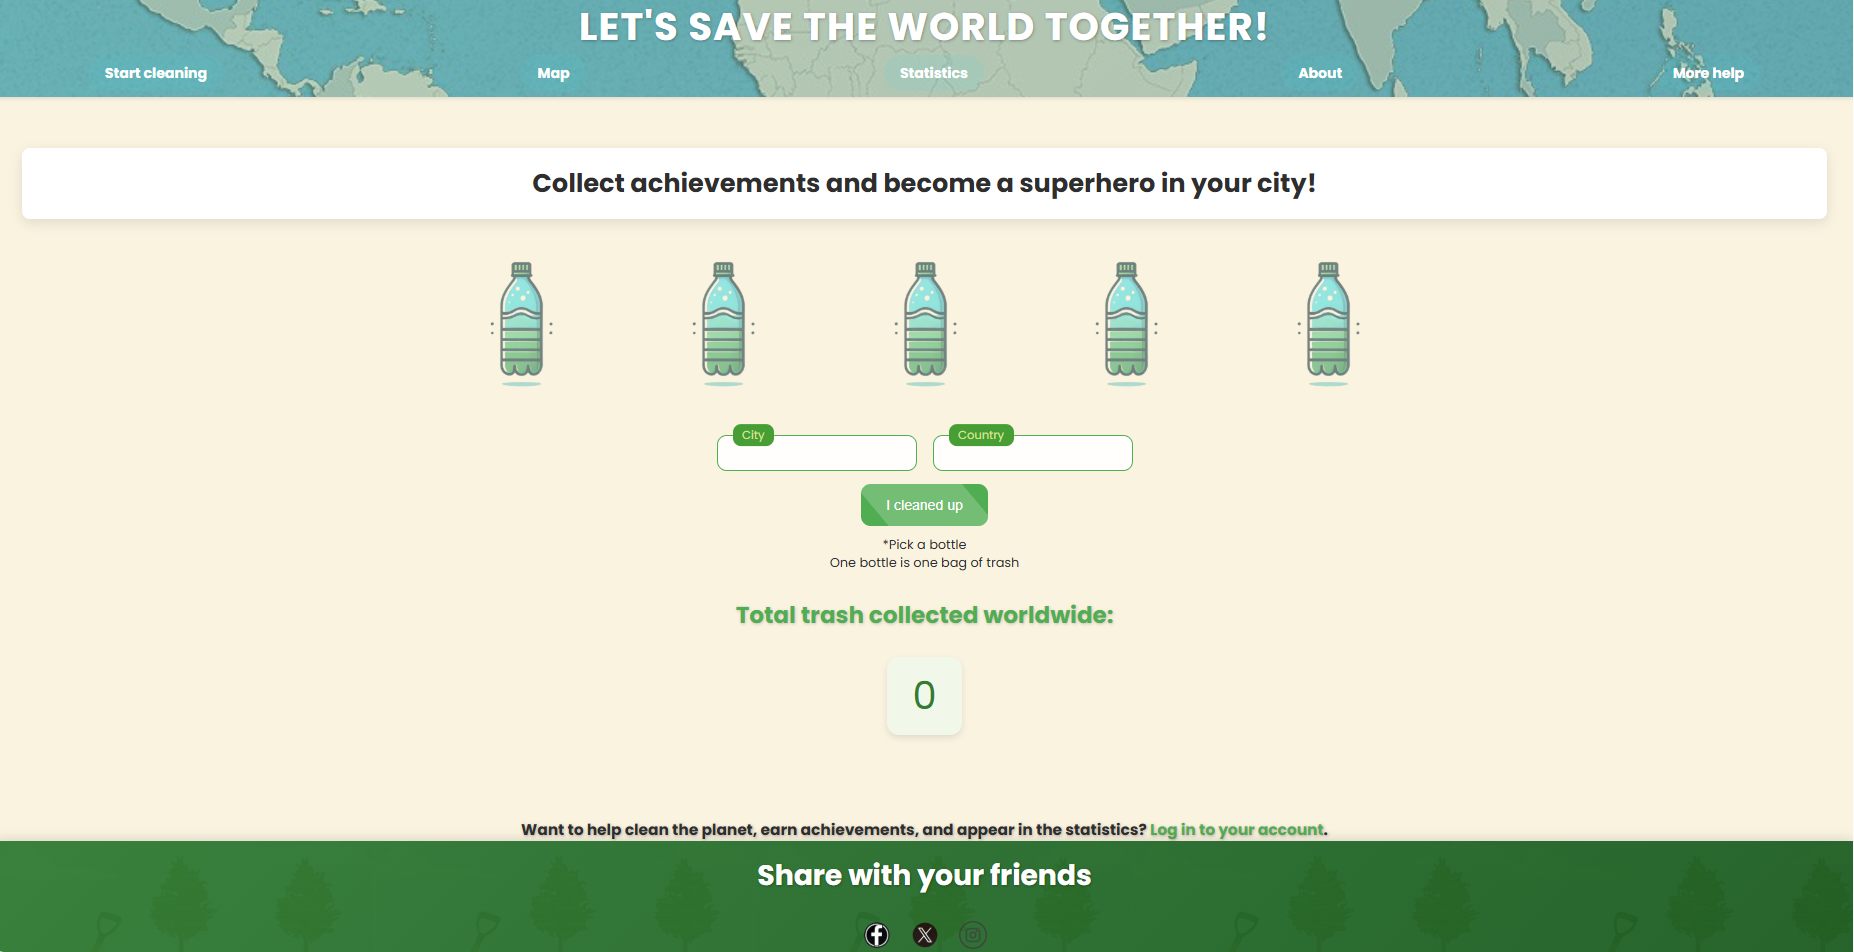 LET'S SAVE THE WORLD TOGETHER!
Start cleaning
Map
Statistics
About
More help
Collect achievements and become a superhero in your city!
City
Country
I cleaned up
*Pick a bottle
One bottle is one bag of trash
Total trash collected worldwide:
0
Want to help clean the planet, earn achievements, and appear in the statistics? Log in to your account.
Share with your friends